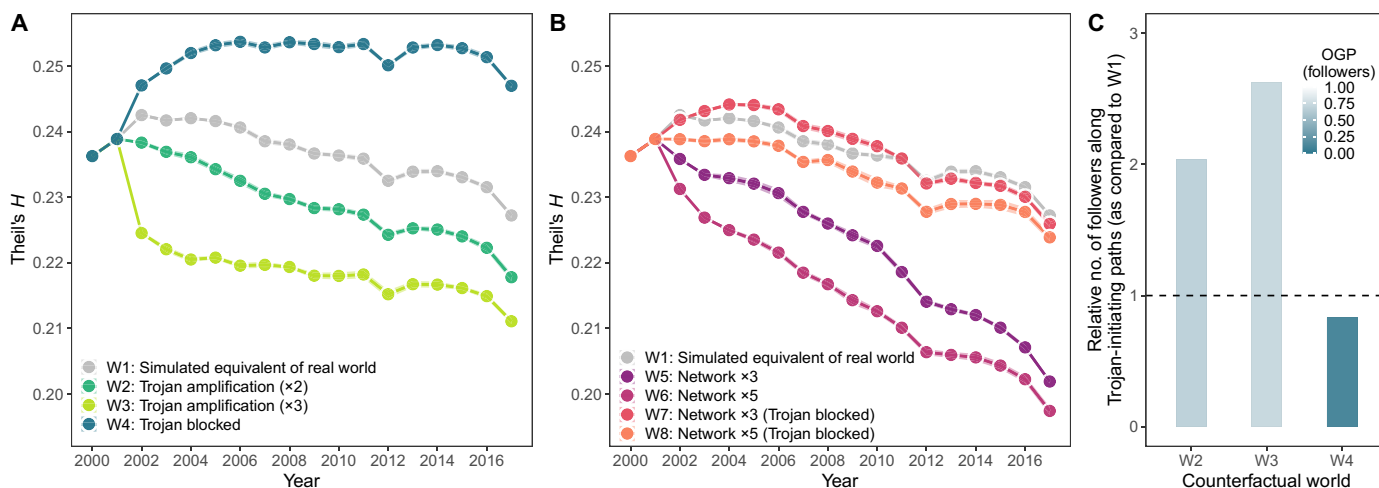 A
Theil's H
0.25
0.24
0.23
0.22
0.21
0.20
W1: Simulated equivalent of real world
W2: Trojan amplification (×2)
W3: Trojan amplification (×3)
W4: Trojan blocked
2000 2002 2004 2006 2008 2010 2012 2014 2016
Year
B
Theil's H
0.25
0.24
0.23
0.22
0.21
0.20
W1: Simulated equivalent of real world
W5: Network ×3
W6: Network ×5
W7: Network ×3 (Trojan blocked)
W8: Network ×5 (Trojan blocked)
2000 2002 2004 2006 2008 2010 2012 2014 2016
Year
C
Relative no. of followers along
Trojan-initiating paths (as compared to W1)
3
2
1
0
OGP
(followers)
1.00
0.75
0.50
0.25
0.00
W2 W3 W4
Counterfactual world